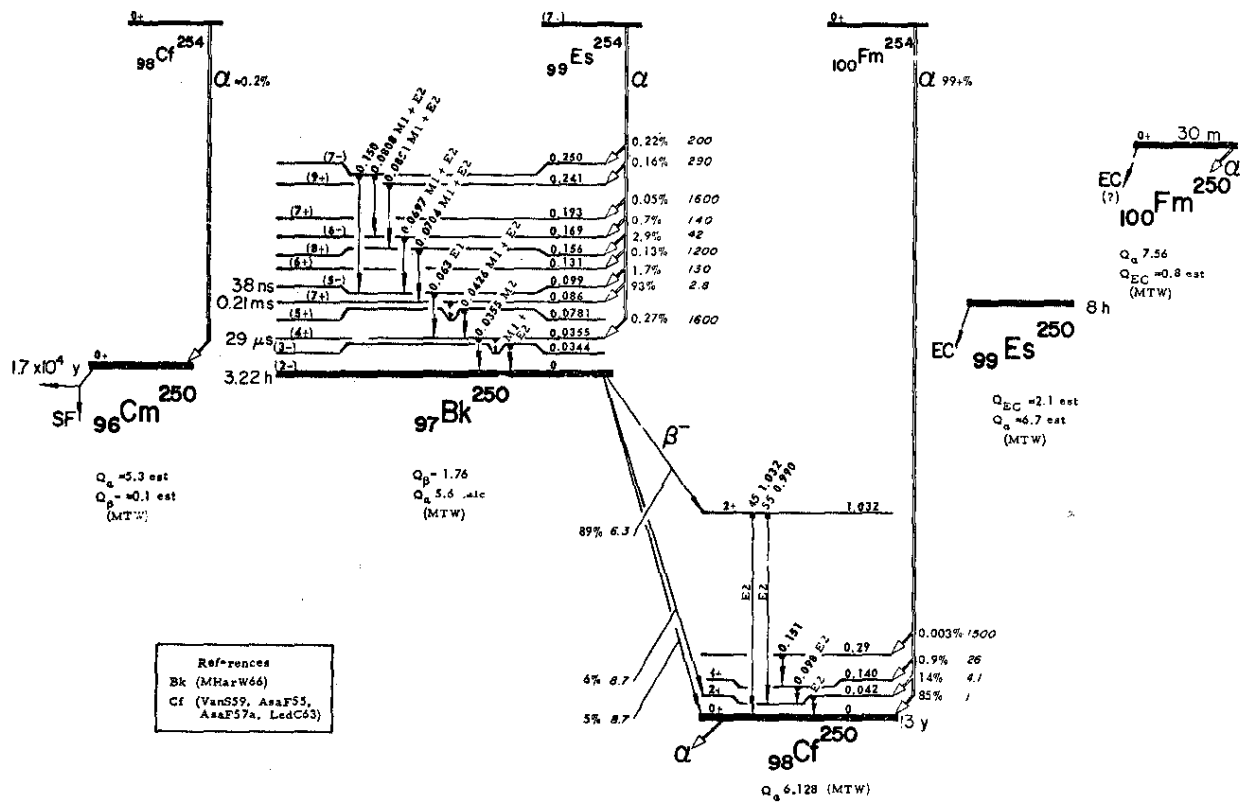 0+
98Cf254
α ≈0.2%
(7-)
99Es254
α
0+
100Fm254
α 99+%
0+ 30 m
EC (?)
α
100Fm250
Qα 7.56
QEC ≈0.8 est
(MTW)
0.150
0.0808 M1 + E2
0.0851 M1 + E2
0.0697 M1 + E2
0.0704 M1 + E2
0.063 E1
0.0426 M1 + E2
0.0355 M2
M1 + E2
(7-) 0.250 0.22% 200
(9+) 0.241 0.16% 290
(7+) 0.193 0.05% 1600
(6-) 0.169 0.7% 140
(8+) 0.156 2.9% 42
(6+) 0.131 0.13% 1200
38 ns (5-) 0.099 1.7% 130
0.21 ms (7+) 0.086 93% 2.8
(5+) 0.0781
29 μs (4+) 0.0355 0.27% 1600
(3-) 0.0344
3.22 h (2-) 0
97Bk250
Qβ- 1.76
Qα 5.6
(MTW)
1.7 x10⁴ y
0+
SF
96Cm250
Qα ≈5.3 est
Qβ- ≈0.1 est
(MTW)
8 h
EC
99Es250
QEC ≈2.1 est
Qα ≈6.7 est
(MTW)
β-
45 1.032
55 0.990
2+ 1.032
89% 6.3
E2
E2
0.151
0.098 E2
E2
0.29 0.003% 1500
4+ 0.140 0.9% 26
2+ 0.042 14% 4.1
0+ 0 85% 1
6% 8.7
5% 8.7
13 y
α
98Cf250
Qα 6.128 (MTW)
References
Bk (MHarW66)
Cf (VanS59, AsaF55,
AsaF57a, LedC63)